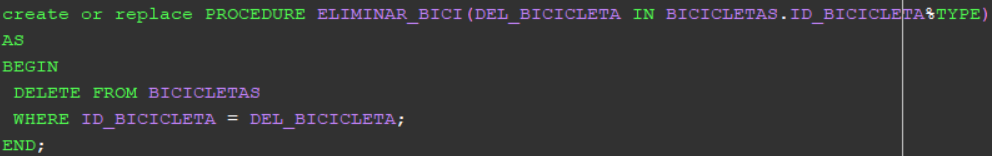 create or replace PROCEDURE ELIMINAR_BICI(DEL_BICICLETA IN BICICLETAS.ID_BICICLETA%TYPE)
AS
BEGIN
DELETE FROM BICICLETAS
WHERE ID_BICICLETA = DEL_BICICLETA;
END;